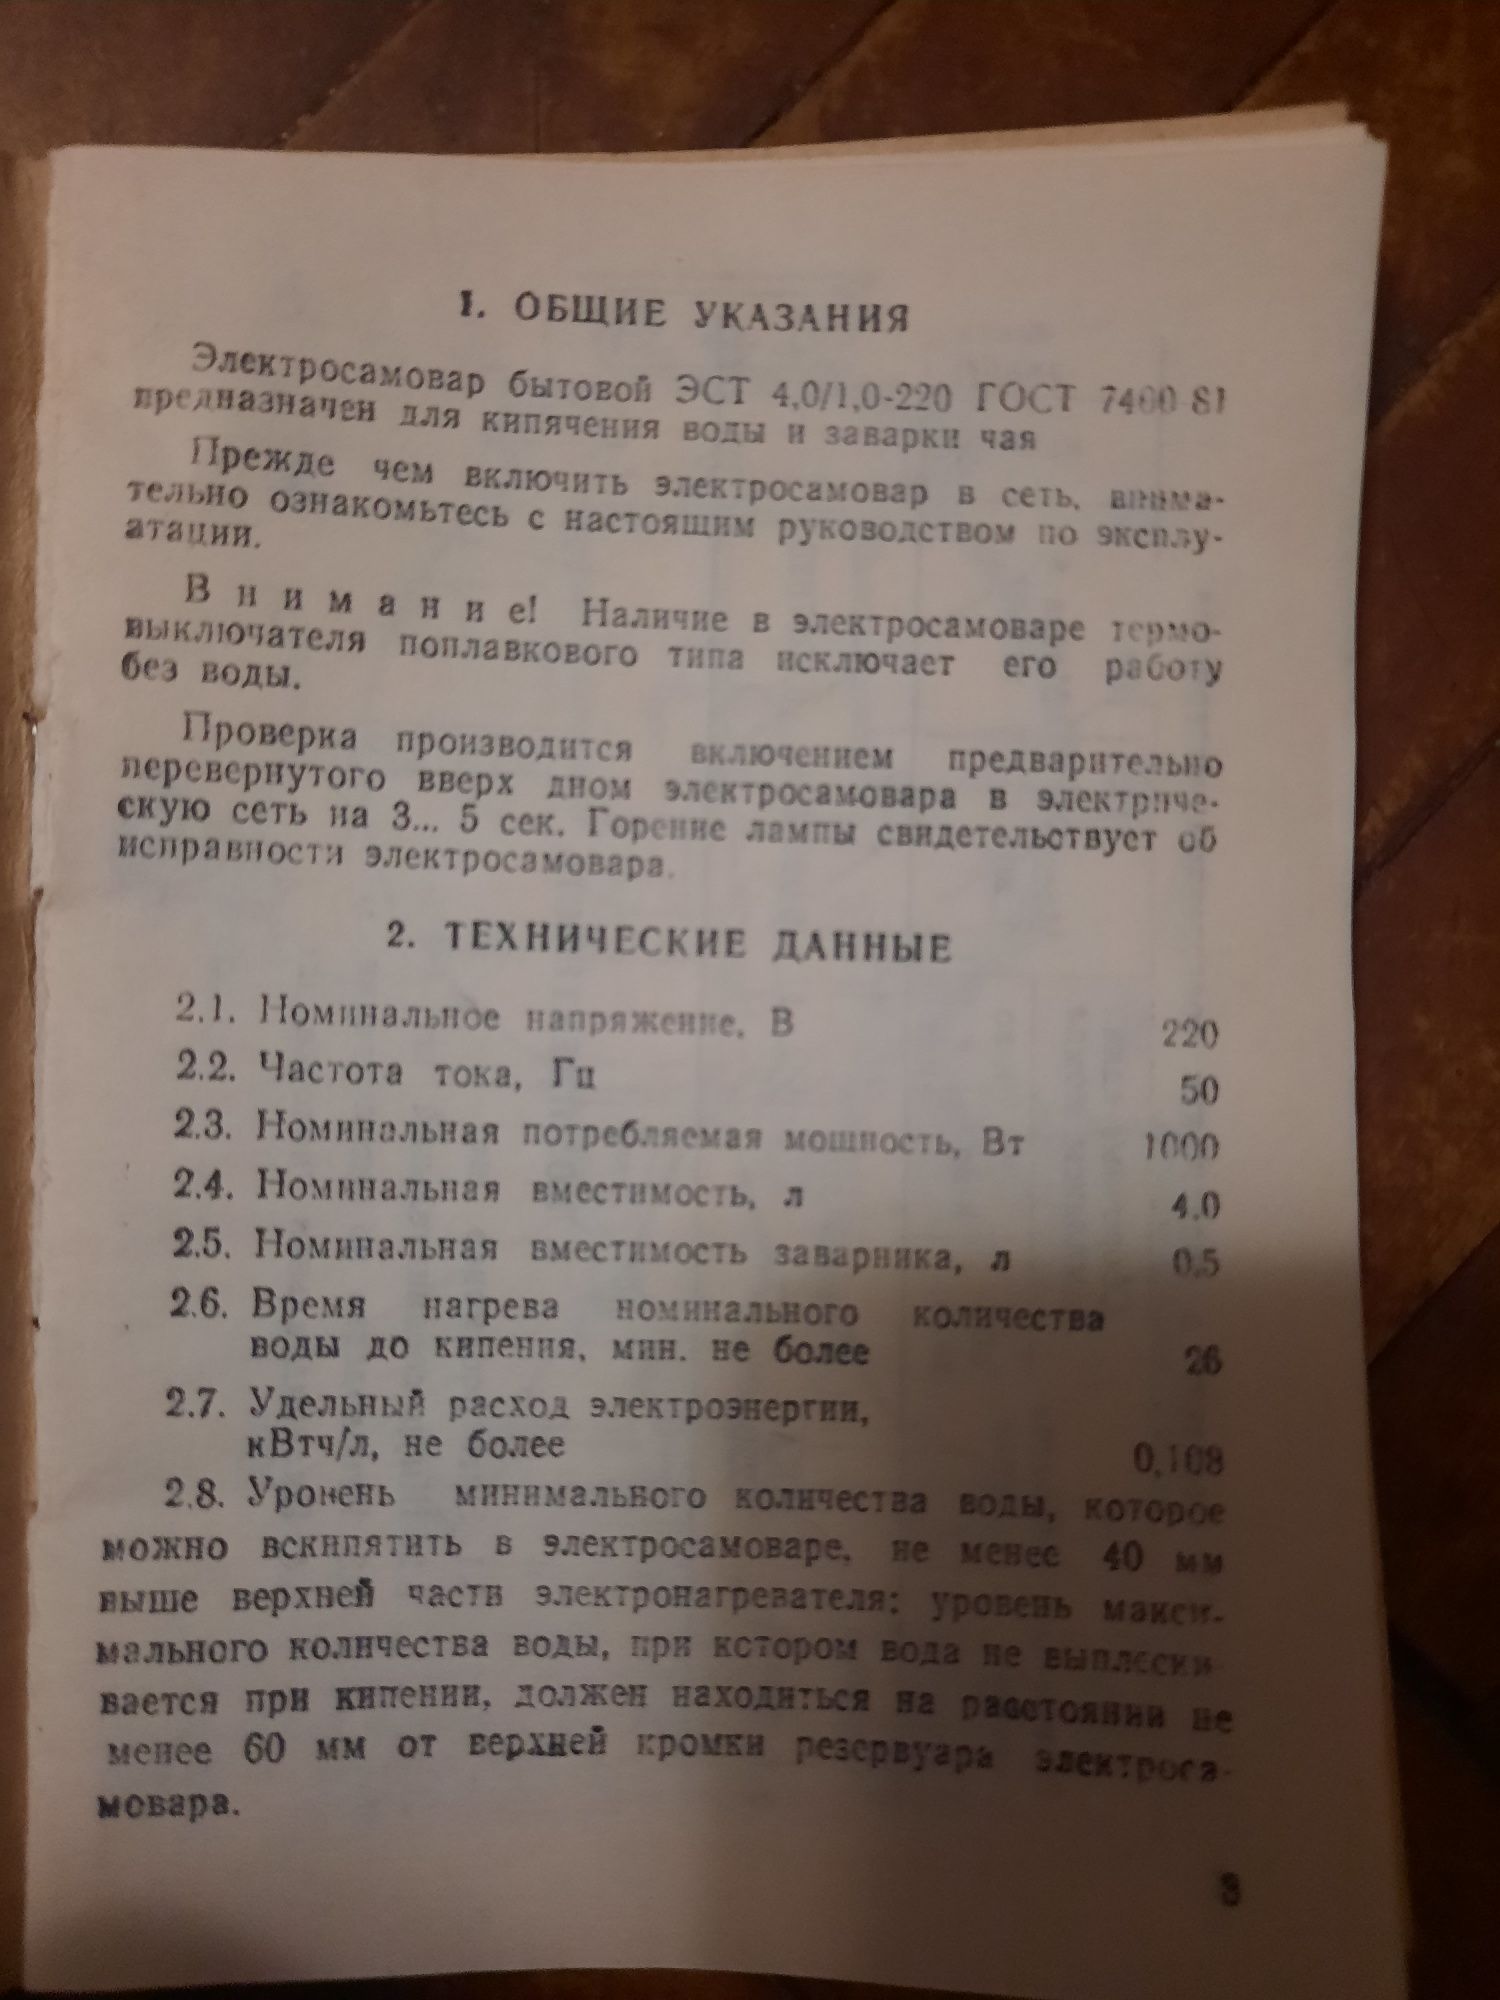 1. ОБЩИЕ УКАЗАНИЯ
Электросамовар бытовой ЭСТ 4,0/1,0-220 ГОСТ 7400-81
предназначен для кипячения воды и заварки чая
Прежде чем включить электросамовар в сеть, внима-
тельно ознакомьтесь с настоящим руководством по эксплу-
атации.
Внимание! Наличие в электросамоваре термо-
выключателя поплавкового типа исключает его работу
без воды.
Проверка производится включением предварительно
перевернутого вверх дном электросамовара в электриче-
скую сеть на 3... 5 сек. Горение лампы свидетельствует об
исправности электросамовара.
2. ТЕХНИЧЕСКИЕ ДАННЫЕ
2.1. Номинальное напряжение, В 220
2.2. Частота тока, Гц 50
2.3. Номинальная потребляемая мощность, Вт 1000
2.4. Номинальная вместимость, л 4,0
2.5. Номинальная вместимость заварника, л 0,5
2.6. Время нагрева номинального количества
воды до кипения, мин. не более 26
2.7. Удельный расход электроэнергии,
кВтч/л, не более 0,108
2.8. Уровень минимального количества воды, которое
можно вскипятить в электросамоваре, не менее 40 мм
выше верхней части электронагревателя; уровень макси-
мального количества воды, при котором вода не выплески-
вается при кипении, должен находиться на расстоянии не
менее 60 мм от верхней кромки резервуара электроса-
мовара.
3